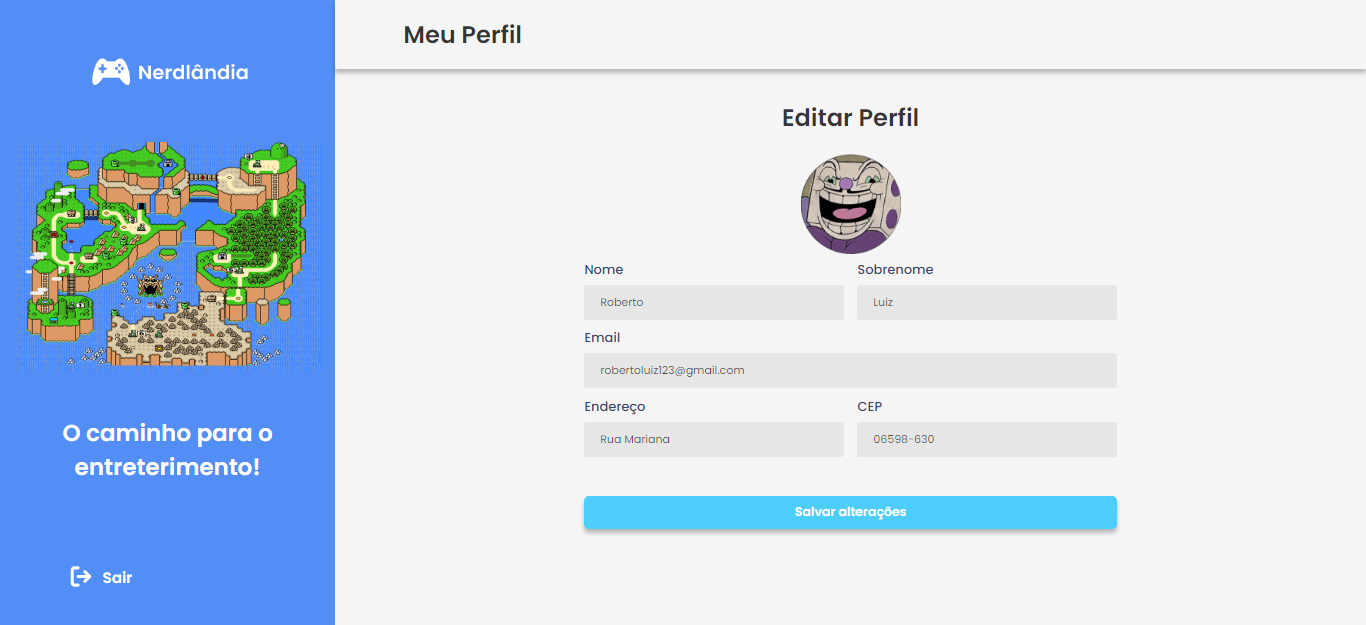 Nerdlândia
O caminho para o
entreterimento!
Sair
Meu Perfil
Editar Perfil
Nome
Sobrenome
Roberto
Luiz
Email
robertoluiz123@gmail.com
Endereço
CEP
Rua Mariana
06598-630
Salvar alterações